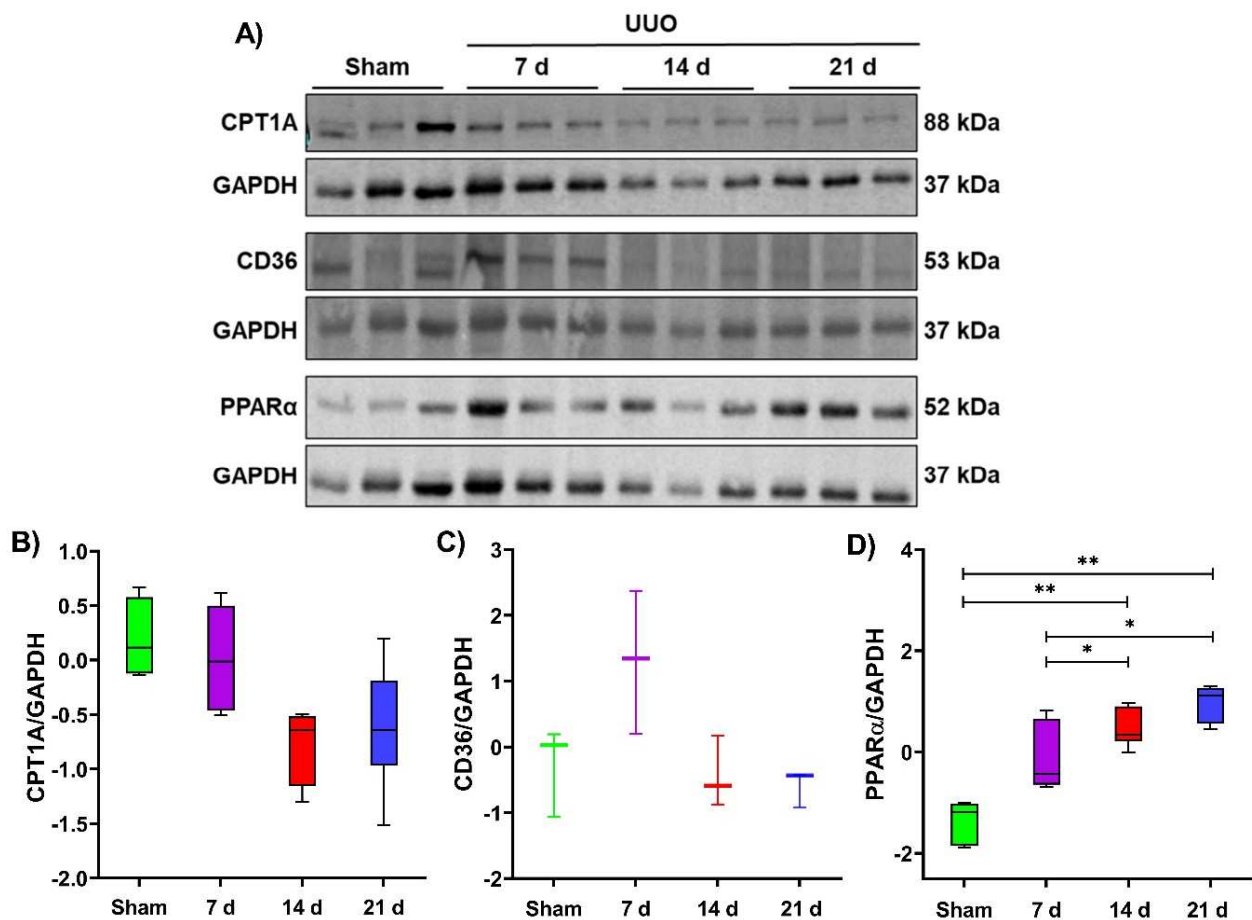 A)
UUO
Sham 7 d 14 d 21 d
CPT1A 88 kDa
GAPDH 37 kDa
CD36 53 kDa
GAPDH 37 kDa
PPARα 52 kDa
GAPDH 37 kDa
B)
CPT1A/GAPDH
1.0
0.5
0.0
-0.5
-1.0
-1.5
-2.0
Sham 7 d 14 d 21 d
C)
CD36/GAPDH
3
2
1
0
-1
-2
Sham 7 d 14 d 21 d
D)
PPARα/GAPDH
4
2
0
-2
**
**
*
*
Sham 7 d 14 d 21 d